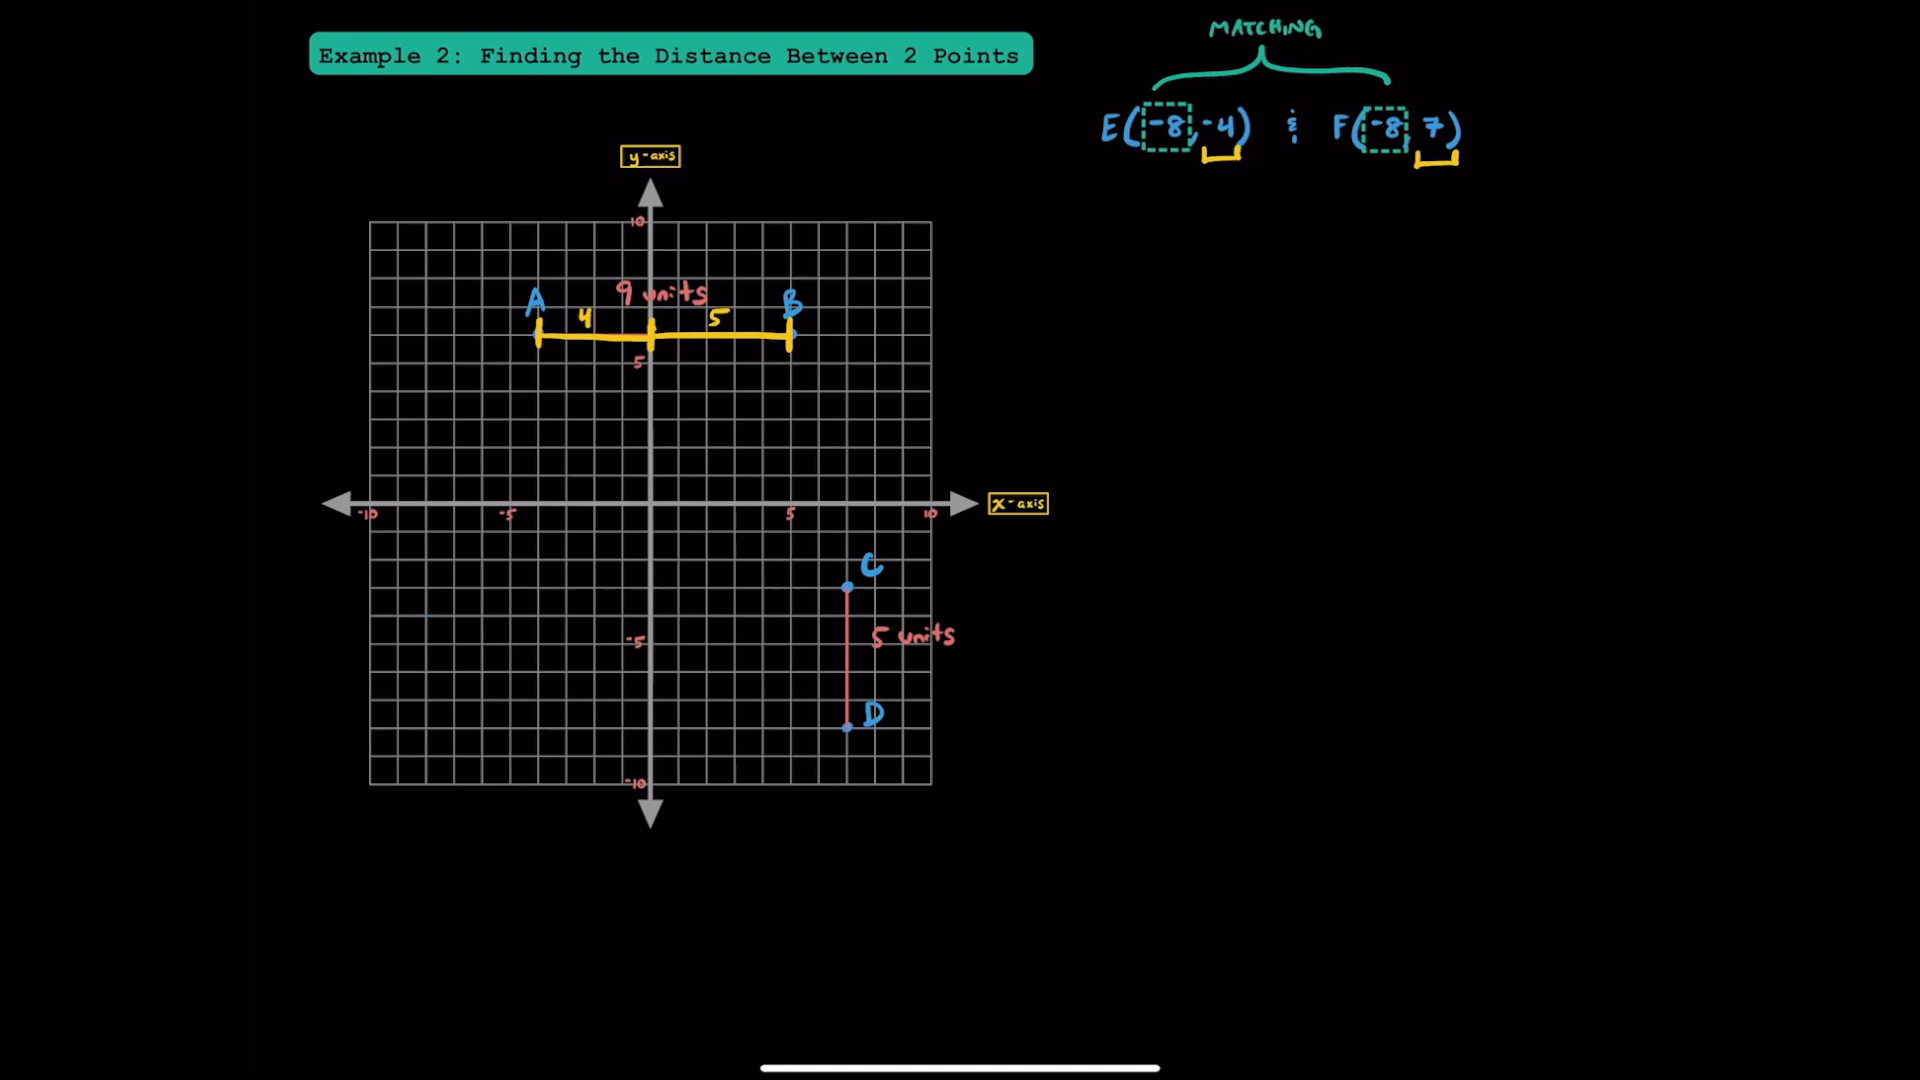 MATCHING
Example 2: Finding the Distance Between 2 Points
E(-8,-4) & F(-8, 7)
y-axis
10
9 units
A
B
4
5
5
x-axis
-10
-5
5
10
C
5 units
-5
D
-10